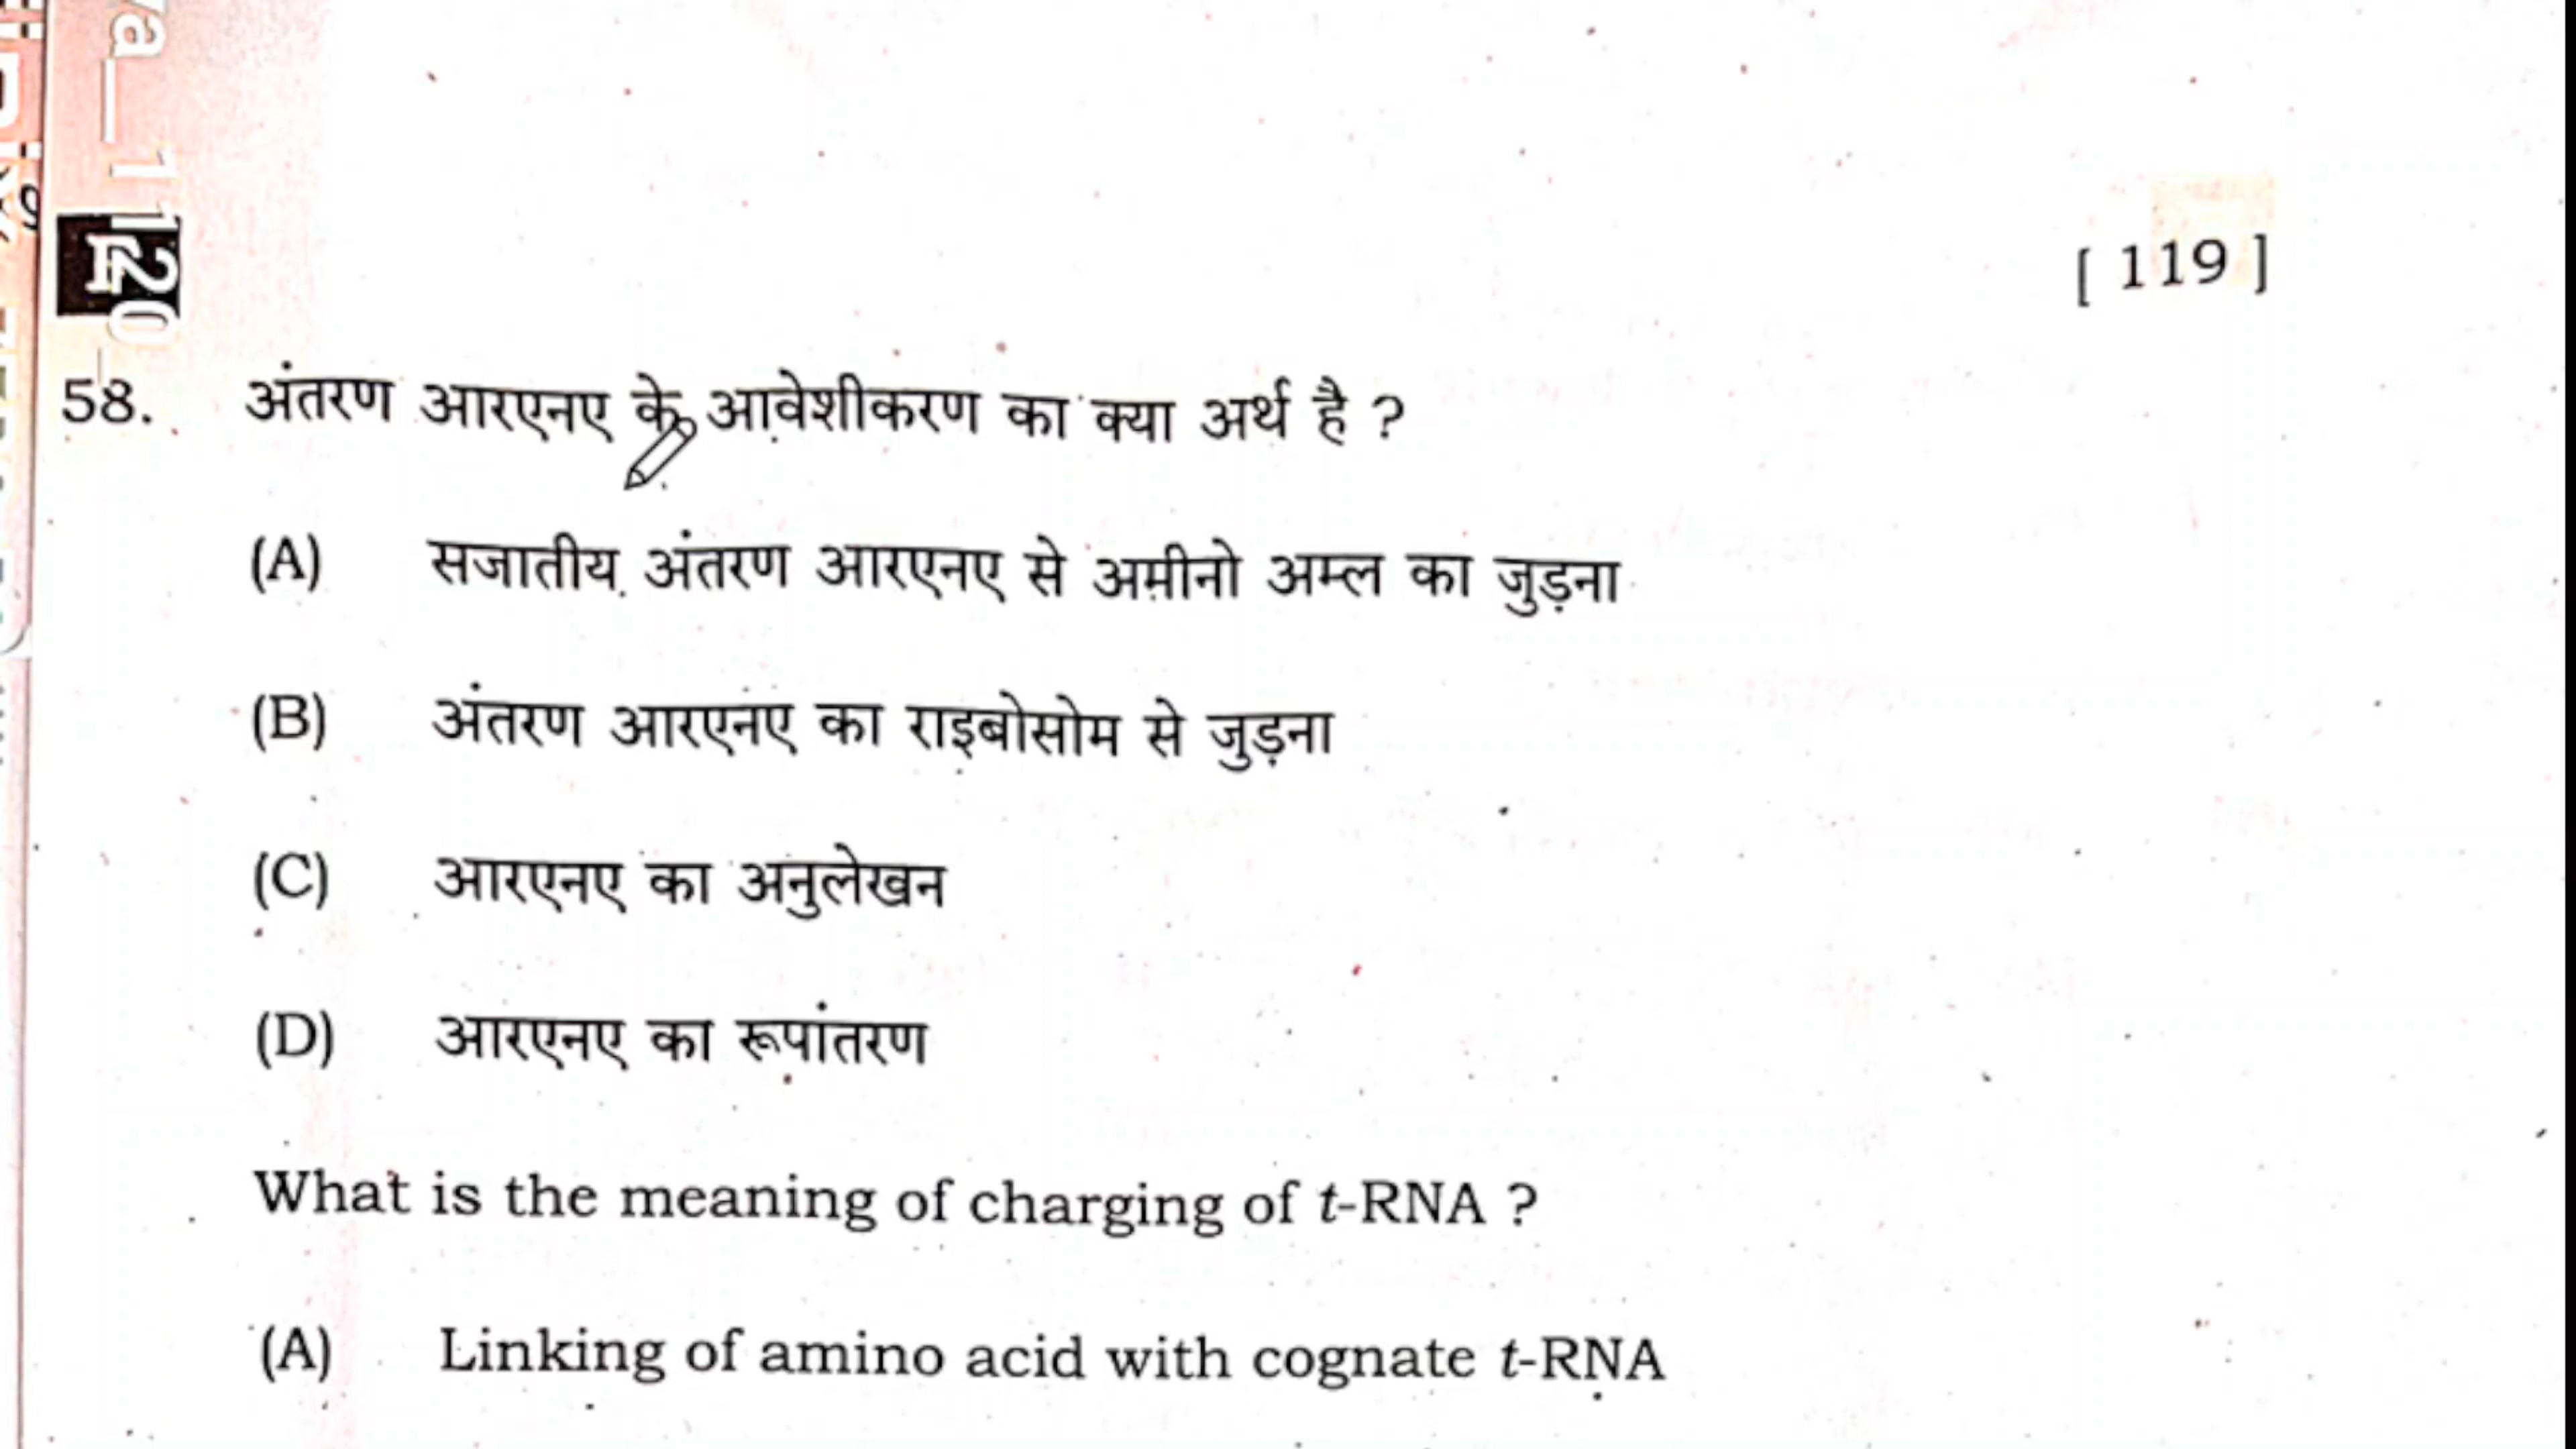 [ 119 ]
58. अंतरण आरएनए के आवेशीकरण का क्या अर्थ है ?
(A) सजातीय अंतरण आरएनए से अमीनो अम्ल का जुड़ना
(B) अंतरण आरएनए का राइबोसोम से जुड़ना
(C) आरएनए का अनुलेखन
(D) आरएनए का रूपांतरण
What is the meaning of charging of t-RNA ?
(A) Linking of amino acid with cognate t-RNA